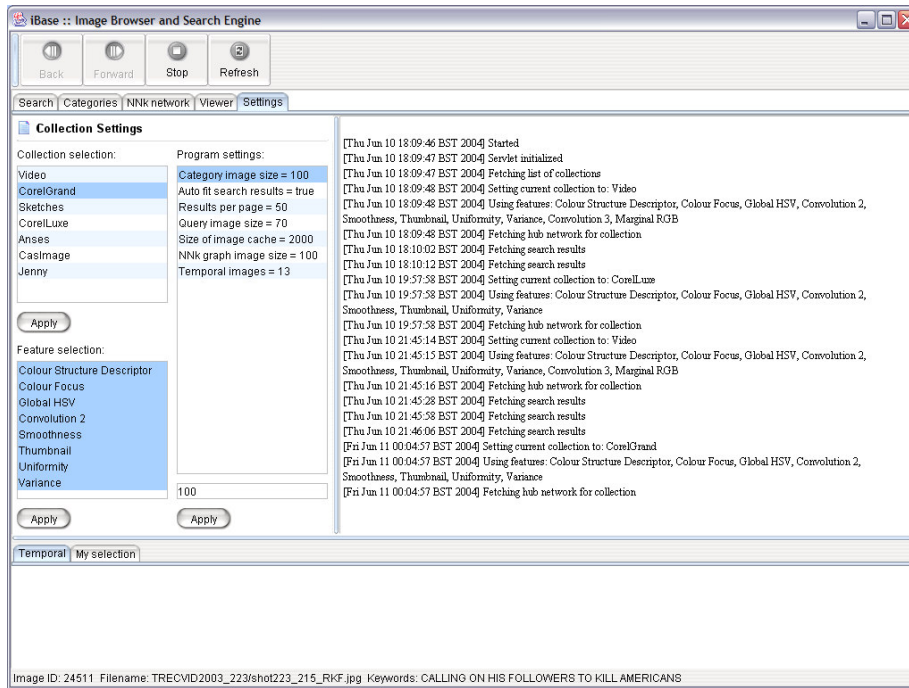 iBase :: Image Browser and Search Engine
Back
Forward
Stop
Refresh
Search
Categories
NNk network
Viewer
Settings
Collection Settings
Collection selection:
Video
CorelGrand
Sketches
CorelLuxe
Anses
CasImage
Jenny
Apply
Feature selection:
Colour Structure Descriptor
Colour Focus
Global HSV
Convolution 2
Smoothness
Thumbnail
Uniformity
Variance
Apply
Program settings:
Category image size = 100
Auto fit search results = true
Results per page = 50
Query image size = 70
Size of image cache = 2000
NNk graph image size = 100
Temporal images = 13
100
Apply
[Thu Jun 10 18:09:46 BST 2004] Started
[Thu Jun 10 18:09:47 BST 2004] Servlet initialized
[Thu Jun 10 18:09:47 BST 2004] Fetching list of collections
[Thu Jun 10 18:09:48 BST 2004] Setting current collection to: Video
[Thu Jun 10 18:09:48 BST 2004] Using features: Colour Structure Descriptor, Colour Focus, Global HSV, Convolution 2,
Smoothness, Thumbnail, Uniformity, Variance, Convolution 3, Marginal RGB
[Thu Jun 10 18:09:48 BST 2004] Fetching hub network for collection
[Thu Jun 10 18:10:02 BST 2004] Fetching search results
[Thu Jun 10 18:10:12 BST 2004] Fetching search results
[Thu Jun 10 19:57:58 BST 2004] Setting current collection to: CorelLuxe
[Thu Jun 10 19:57:58 BST 2004] Using features: Colour Structure Descriptor, Colour Focus, Global HSV, Convolution 2,
Smoothness, Thumbnail, Uniformity, Variance
[Thu Jun 10 19:57:58 BST 2004] Fetching hub network for collection
[Thu Jun 10 21:45:14 BST 2004] Setting current collection to: Video
[Thu Jun 10 21:45:15 BST 2004] Using features: Colour Structure Descriptor, Colour Focus, Global HSV, Convolution 2,
Smoothness, Thumbnail, Uniformity, Variance, Convolution 3, Marginal RGB
[Thu Jun 10 21:45:16 BST 2004] Fetching hub network for collection
[Thu Jun 10 21:45:28 BST 2004] Fetching search results
[Thu Jun 10 21:45:58 BST 2004] Fetching search results
[Thu Jun 10 21:46:06 BST 2004] Fetching search results
[Fri Jun 11 00:04:57 BST 2004] Setting current collection to: CorelGrand
[Fri Jun 11 00:04:57 BST 2004] Using features: Colour Structure Descriptor, Colour Focus, Global HSV, Convolution 2,
Smoothness, Thumbnail, Uniformity, Variance
[Fri Jun 11 00:04:57 BST 2004] Fetching hub network for collection
Temporal
My selection
Image ID: 24511 Filename: TRECVID2003_223/shot223_215_RKF.jpg Keywords: CALLING ON HIS FOLLOWERS TO KILL AMERICANS